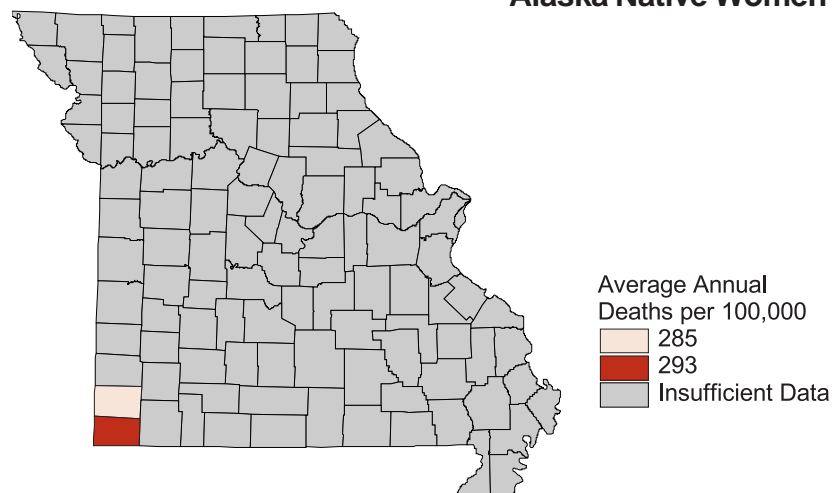 Alaska Native Women
Average Annual
Deaths per 100,000
285
293
Insufficient Data